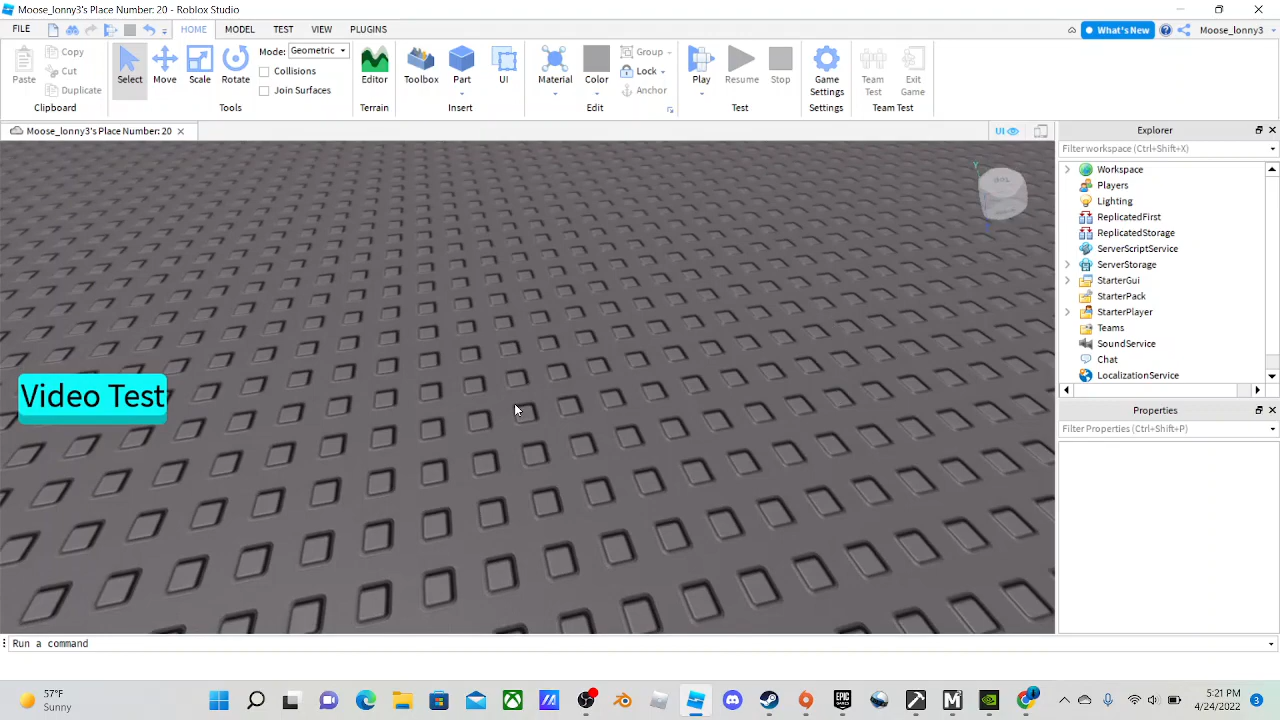 Moose_lonny3's Place Number: 20 - Roblox Studio
FILE HOME MODEL TEST VIEW PLUGINS What's New Moose_lonny3
Paste Copy Cut Duplicate Clipboard
Select Move Scale Rotate Mode: Geometric Collisions Join Surfaces Tools
Editor Terrain
Toolbox Part UI Insert
Material Color Group Lock Anchor Edit
Play Resume Stop Test
Game Settings Settings
Team Test Exit Game Team Test
Moose_lonny3's Place Number: 20
UI
Explorer
Filter workspace (Ctrl+Shift+X)
Workspace
Players
Lighting
ReplicatedFirst
ReplicatedStorage
ServerScriptService
ServerStorage
StarterGui
StarterPack
StarterPlayer
Teams
SoundService
Chat
LocalizationService
Properties
Filter Properties (Ctrl+Shift+P)
Y
Video Test
Run a command
57°F
Sunny
EPIC GAMES
5:21 PM
4/24/2022
3